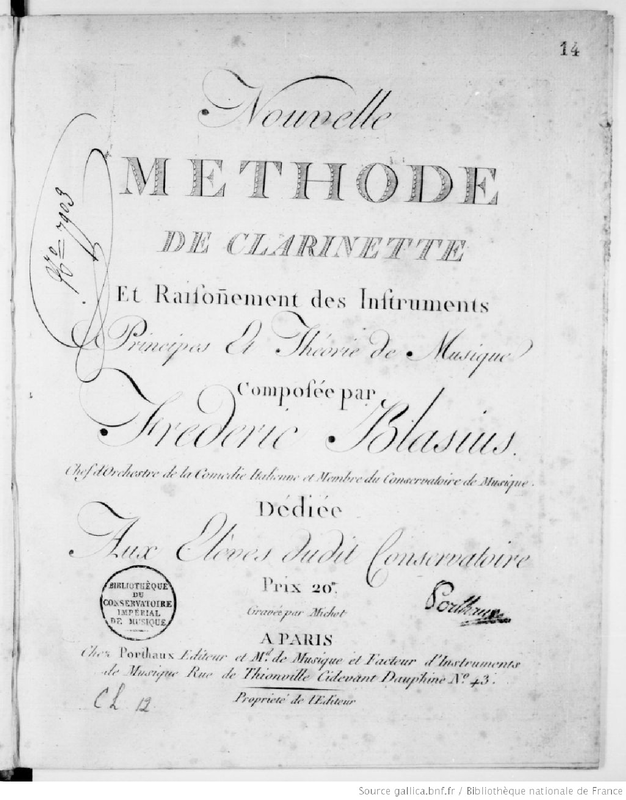 14
Nouvelle
METHODE
DE CLARINETTE
Et Raiſon̄ement des Inſtruments
Principes Et Théorie de Musique
Compoſée par
Frederic Blasius.
Chef d'Orchestre de la Comedie Italienne et Membre du Conservatoire de Musique.
Dédiée
Aux Elèves dudit Conservatoire
Prix 20
Gravée par Michot
Porthaux
BIBLIOTHÈQUE
DU
CONSERVATOIRE
IMPÉRIAL
DE MUSIQUE
A PARIS
Chez Porthaux Editeur et Md. de Musique et Facteur d'Instruments
de Musique Rue de Thionville Cidevant Dauphine No. 43.
Propriété de l'Editeur
Cl 12
Source gallica.bnf.fr / Bibliothèque nationale de France